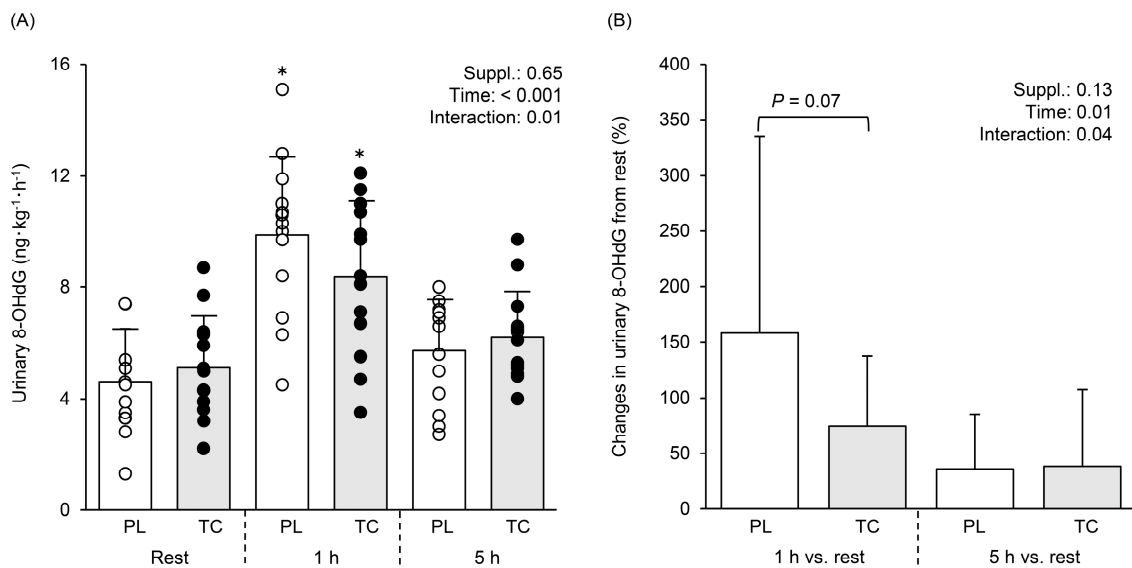 (A)
Urinary 8-OHdG (ng·kg⁻¹·h⁻¹)
16
12
8
4
0
Suppl.: 0.65
Time: < 0.001
Interaction: 0.01
*
*
PL
TC
PL
TC
PL
TC
Rest
1 h
5 h
(B)
Changes in urinary 8-OHdG from rest (%)
400
350
300
250
200
150
100
50
0
Suppl.: 0.13
Time: 0.01
Interaction: 0.04
P = 0.07
PL
TC
PL
TC
1 h vs. rest
5 h vs. rest